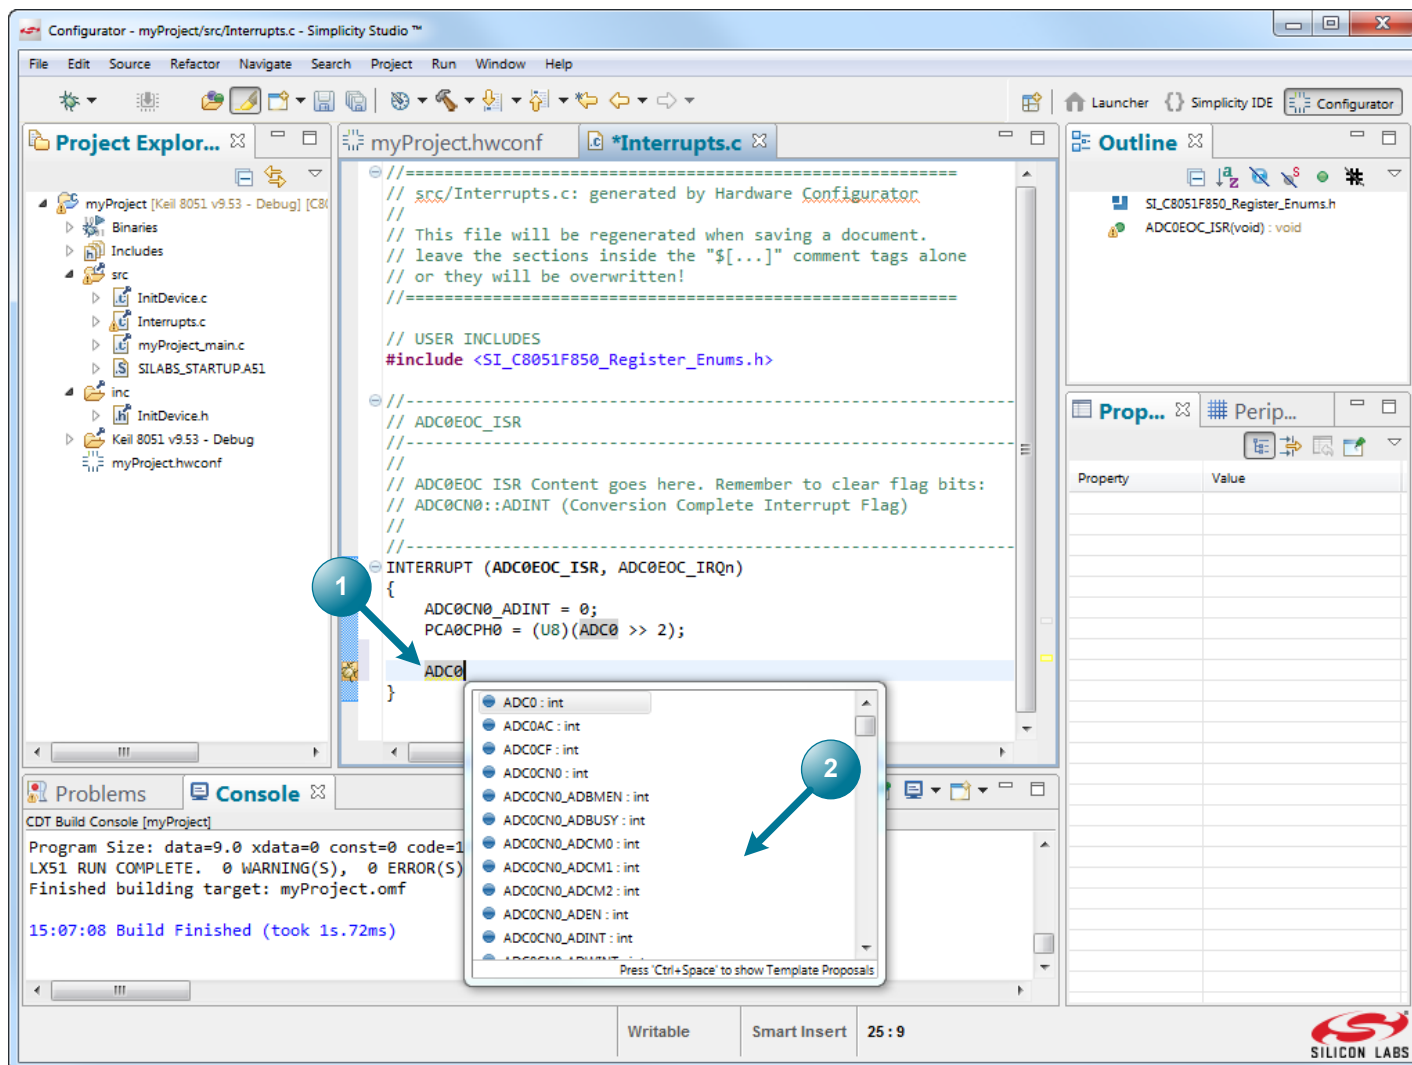 Configurator - myProject/src/Interrupts.c - Simplicity Studio ™
File Edit Source Refactor Navigate Search Project Run Window Help
Launcher Simplicity IDE Configurator
Project Explor...
myProject [Keil 8051 v9.53 - Debug] [C8(
Binaries
Includes
src
InitDevice.c
Interrupts.c
myProject_main.c
SILABS_STARTUP.A51
inc
InitDevice.h
Keil 8051 v9.53 - Debug
myProject.hwconf
myProject.hwconf *Interrupts.c
//=========================================================
// src/Interrupts.c: generated by Hardware Configurator
//
// This file will be regenerated when saving a document.
// leave the sections inside the "$[...]" comment tags alone
// or they will be overwritten!
//=========================================================
// USER INCLUDES
#include <SI_C8051F850_Register_Enums.h>
//---------------------------------------------------------------
// ADC0EOC_ISR
//---------------------------------------------------------------
//
// ADC0EOC ISR Content goes here. Remember to clear flag bits:
// ADC0CN0::ADINT (Conversion Complete Interrupt Flag)
//
//---------------------------------------------------------------
INTERRUPT (ADC0EOC_ISR, ADC0EOC_IRQn)
{
ADC0CN0_ADINT = 0;
PCA0CPH0 = (U8)(ADC0 >> 2);
ADC0
}
1
2
ADC0 : int
ADC0AC : int
ADC0CF : int
ADC0CN0 : int
ADC0CN0_ADBMEN : int
ADC0CN0_ADBUSY : int
ADC0CN0_ADCM0 : int
ADC0CN0_ADCM1 : int
ADC0CN0_ADCM2 : int
ADC0CN0_ADEN : int
ADC0CN0_ADINT : int
Press 'Ctrl+Space' to show Template Proposals
Outline
SI_C8051F850_Register_Enums.h
ADC0EOC_ISR(void) : void
Prop... Perip...
Property Value
Problems Console
CDT Build Console [myProject]
Program Size: data=9.0 xdata=0 const=0 code=1
LX51 RUN COMPLETE. 0 WARNING(S), 0 ERROR(S)
Finished building target: myProject.omf
15:07:08 Build Finished (took 1s.72ms)
Writable Smart Insert 25 : 9
SILICON LABS